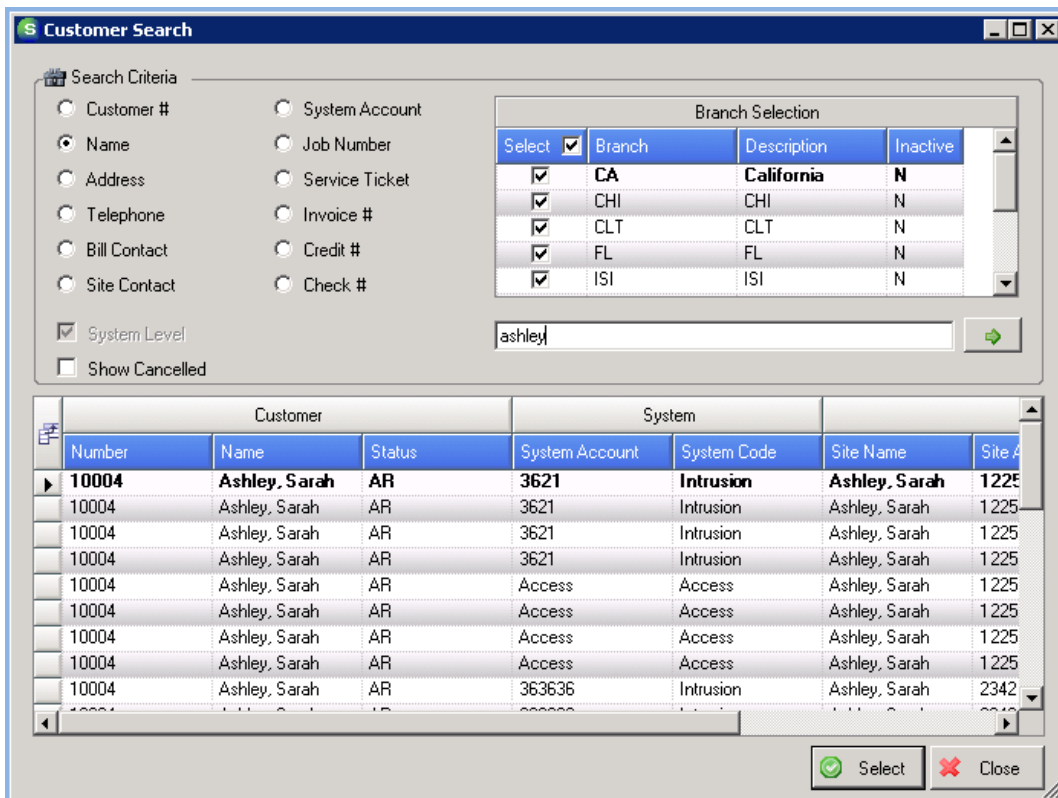 Customer Search
Search Criteria
Customer # System Account
Name Job Number
Address Service Ticket
Telephone Invoice #
Bill Contact Credit #
Site Contact Check #
System Level
Show Cancelled
Branch Selection
Select Branch Description Inactive
CA California N
CHI CHI N
CLT CLT N
FL FL N
ISI ISI N
ashley
Customer System
Number Name Status System Account System Code Site Name Site
10004 Ashley, Sarah AR 3621 Intrusion Ashley, Sarah 1225
10004 Ashley, Sarah AR 3621 Intrusion Ashley, Sarah 1225
10004 Ashley, Sarah AR 3621 Intrusion Ashley, Sarah 1225
10004 Ashley, Sarah AR 3621 Intrusion Ashley, Sarah 1225
10004 Ashley, Sarah AR Access Access Ashley, Sarah 1225
10004 Ashley, Sarah AR Access Access Ashley, Sarah 1225
10004 Ashley, Sarah AR Access Access Ashley, Sarah 1225
10004 Ashley, Sarah AR Access Access Ashley, Sarah 1225
10004 Ashley, Sarah AR 363636 Intrusion Ashley, Sarah 2342
Select Close